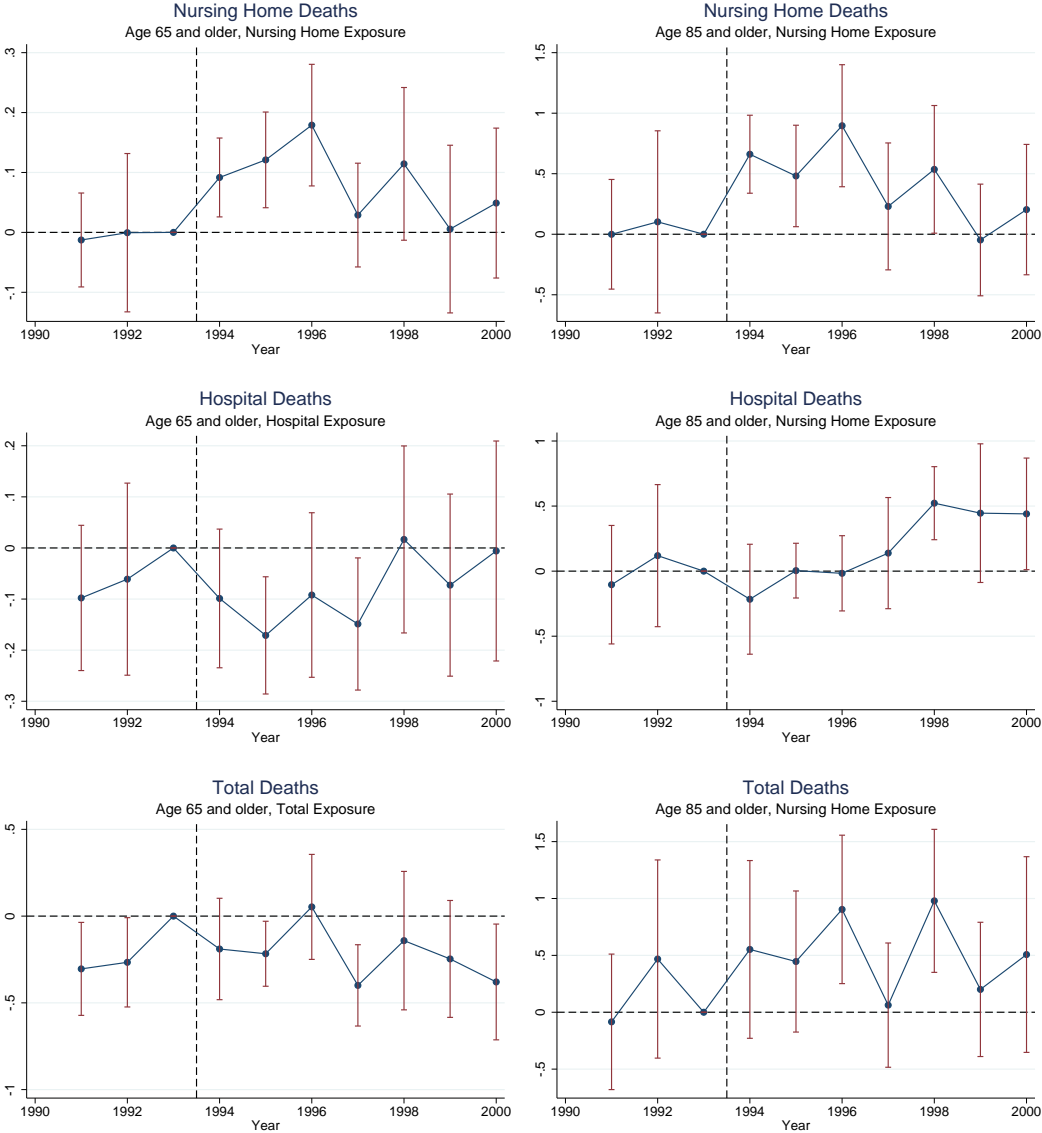 Nursing Home Deaths
Age 65 and older, Nursing Home Exposure
.3
.2
.1
0
-.1
1990 1992 1994 1996 1998 2000
Year
Nursing Home Deaths
Age 85 and older, Nursing Home Exposure
1.5
1
.5
0
-.5
1990 1992 1994 1996 1998 2000
Year
Hospital Deaths
Age 65 and older, Hospital Exposure
.2
.1
0
-.1
-.2
-.3
1990 1992 1994 1996 1998 2000
Year
Hospital Deaths
Age 85 and older, Nursing Home Exposure
1
.5
0
-.5
-1
1990 1992 1994 1996 1998 2000
Year
Total Deaths
Age 65 and older, Total Exposure
.5
0
-.5
-1
1990 1992 1994 1996 1998 2000
Year
Total Deaths
Age 85 and older, Nursing Home Exposure
1.5
1
.5
0
-.5
1990 1992 1994 1996 1998 2000
Year